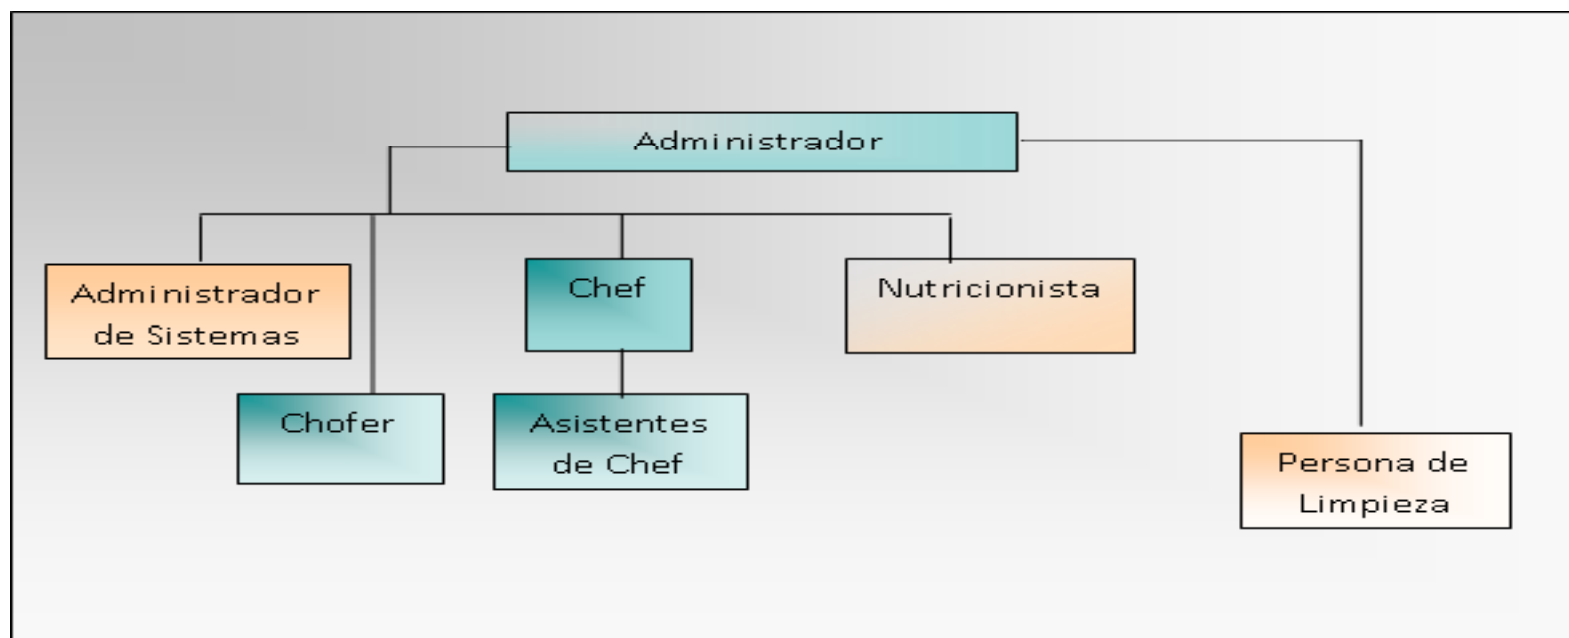 Administrador
Administrador
de Sistemas
Chef
Nutricionista
Chofer
Asistentes
de Chef
Persona de
Limpieza